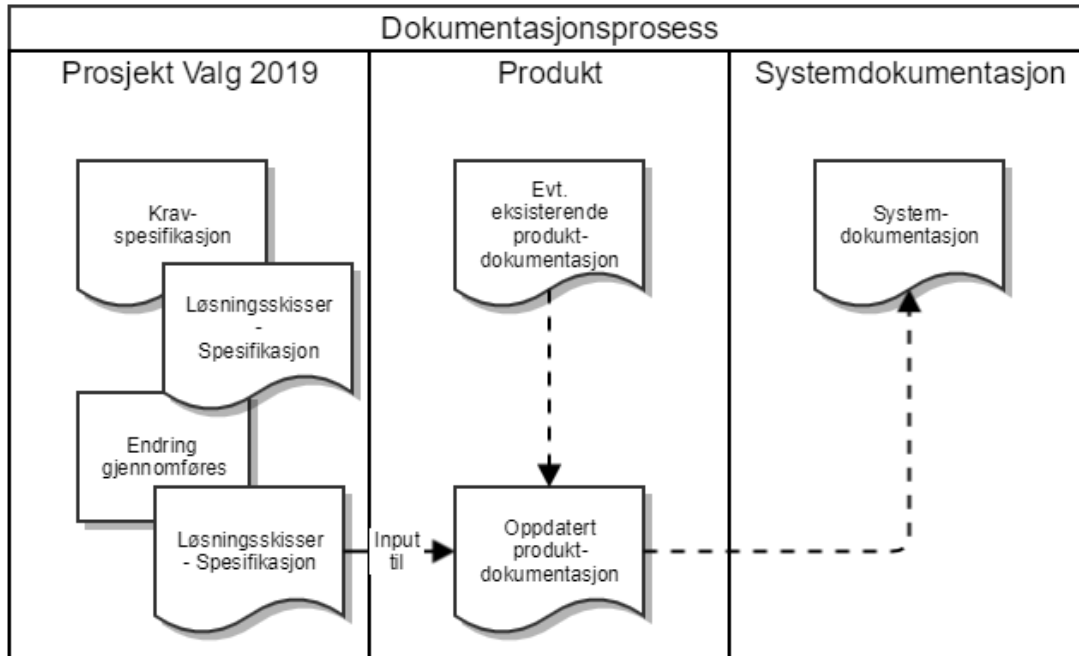 Dokumentasjonsprosess
Prosjekt Valg 2019
Produkt
Systemdokumentasjon
Krav-
spesifikasjon
Løsningsskisser
-
Spesifikasjon
Endring
gjennomføres
Løsningsskisser
- Spesifikasjon
Input
til
Evt.
eksisterende
produkt-
dokumentasjon
Oppdatert
produkt-
dokumentasjon
System-
dokumentasjon